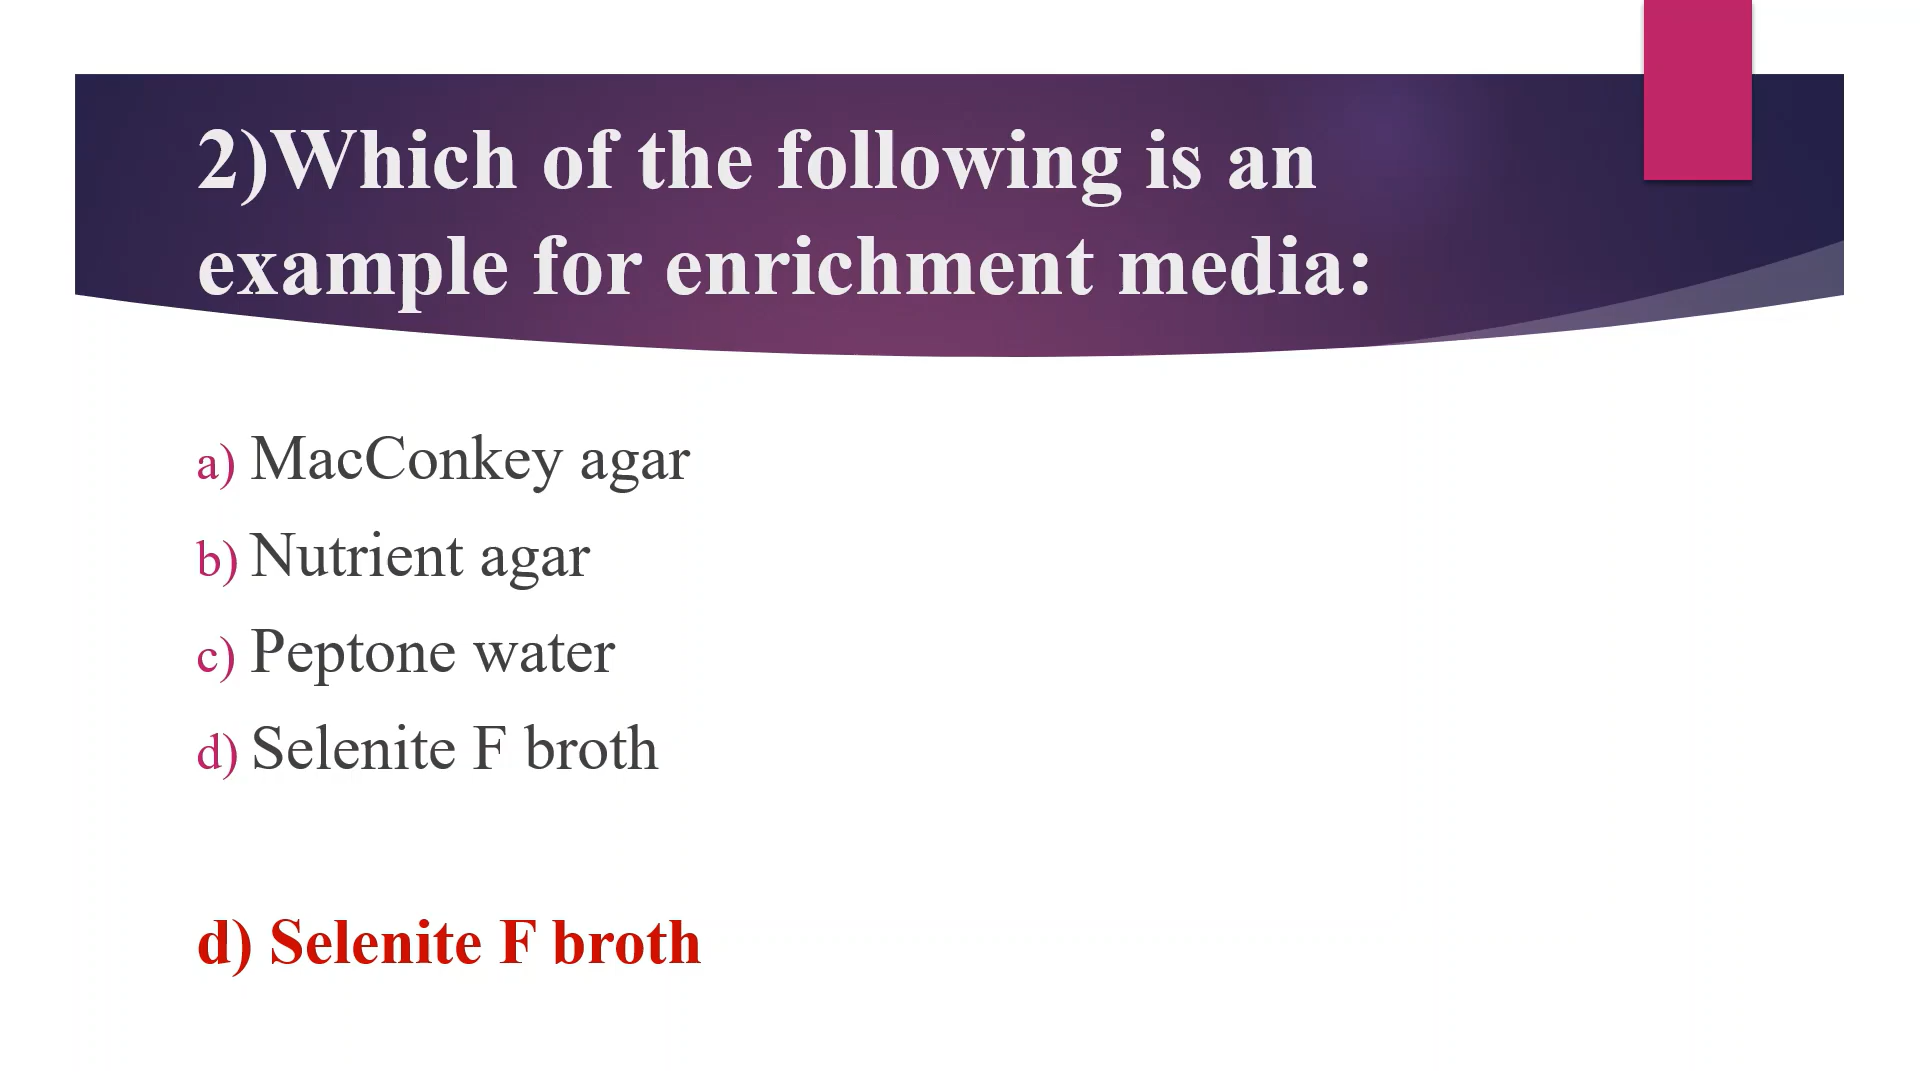 2)Which of the following is an
example for enrichment media:
a) MacConkey agar
b) Nutrient agar
c) Peptone water
d) Selenite F broth
d) Selenite F broth